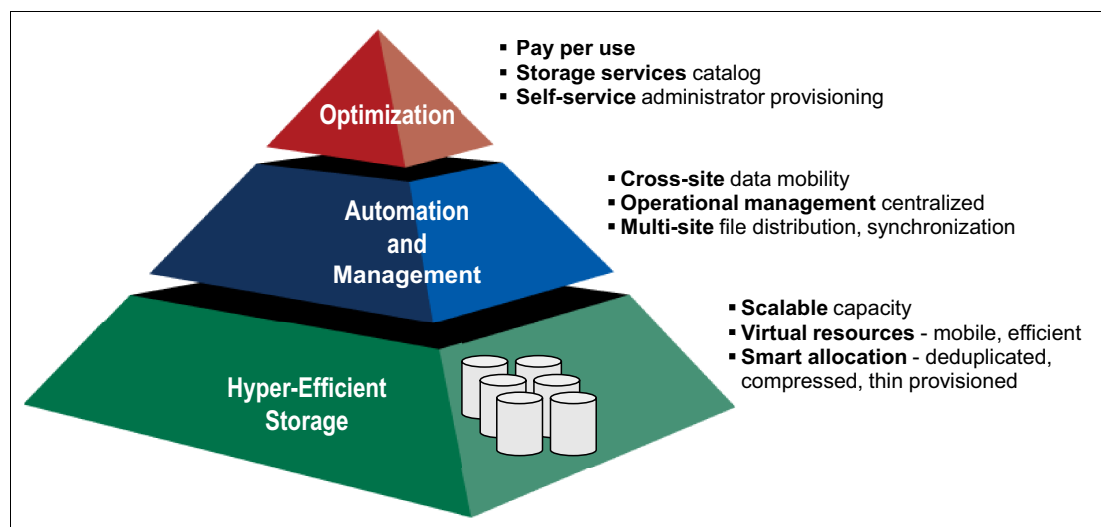 Optimization
▪ Pay per use
▪ Storage services catalog
▪ Self-service administrator provisioning
Automation
and
Management
▪ Cross-site data mobility
▪ Operational management centralized
▪ Multi-site file distribution, synchronization
Hyper-Efficient
Storage
▪ Scalable capacity
▪ Virtual resources - mobile, efficient
▪ Smart allocation - deduplicated,
compressed, thin provisioned